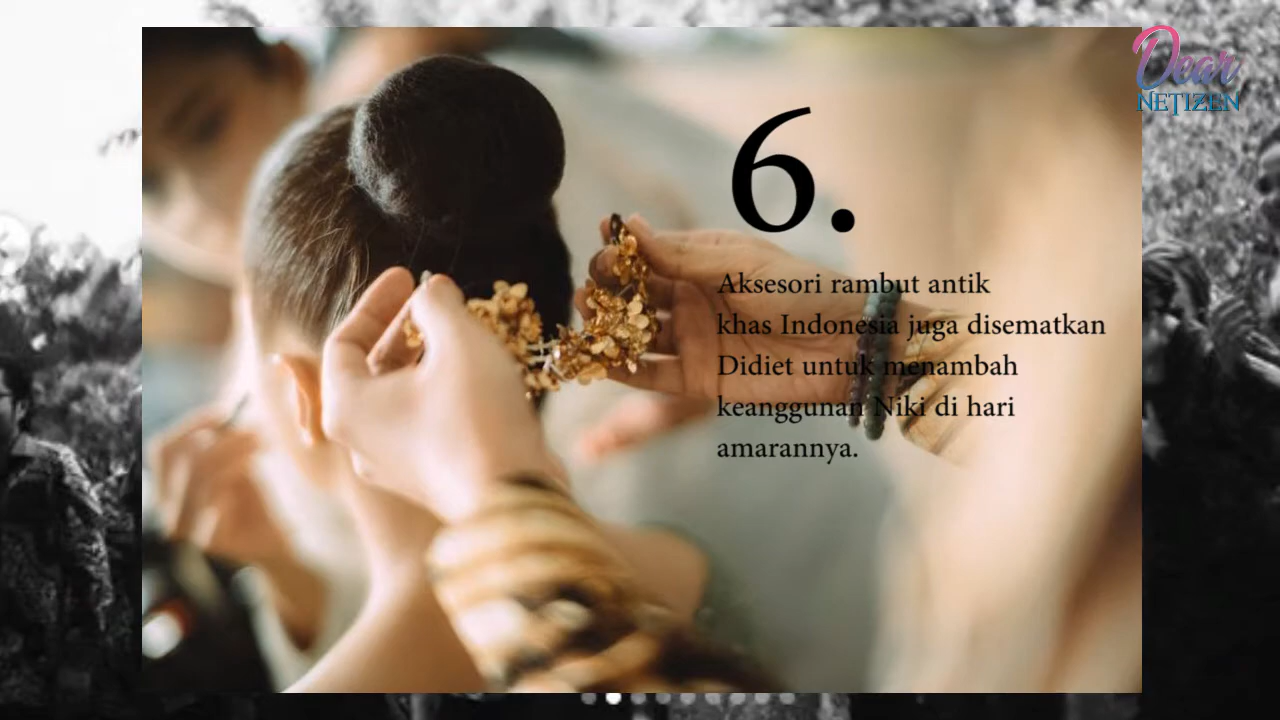 Dear
NETIZEN
6.
Aksesori rambut antik
khas Indonesia juga disematkan
Didiet untuk menambah
keanggunan Niki di hari
amarannya.